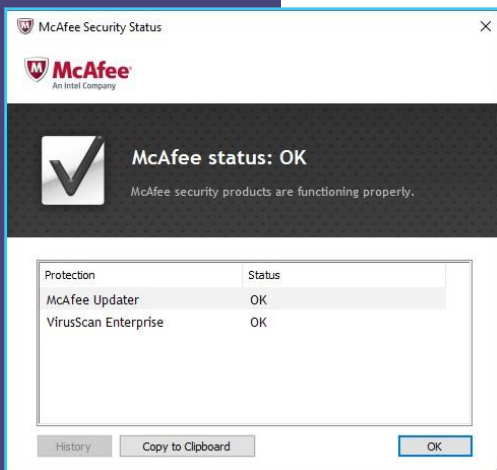 McAfee Security Status
McAfee
An Intel Company
McAfee status: OK
McAfee security products are functioning properly.
Protection Status
McAfee Updater OK
VirusScan Enterprise OK
History Copy to Clipboard OK